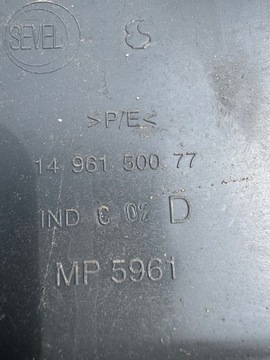 SEVEL
>P/E<
14 961 500 77
IND C 02 D
MP 5961